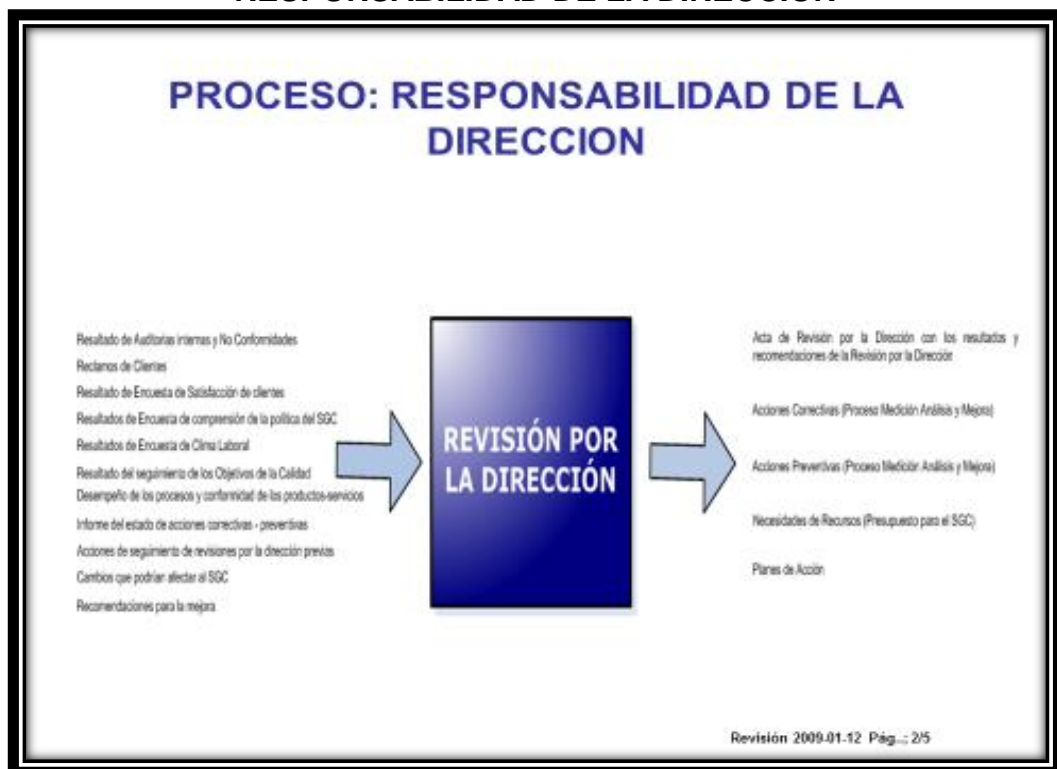 RESPONSABILIDAD DE LA DIRECCION
PROCESO: RESPONSABILIDAD DE LA
DIRECCION
Resultado de Auditorias internas y No Conformidades
Reclamos de Clientes
Resultado de Encuesta de Satisfacción de clientes
Resultados de Encuesta de comprensión de la política del SGC
Resultados de Encuesta de Clima Laboral
Resultado del seguimiento de los Objetivos de la Calidad
Desempeño de los procesos y conformidad de los productos-servicios
Informe del estado de acciones correctivas - preventivas
Acciones de seguimiento de revisiones por la dirección previas
Cambios que podrían afectar al SGC
Recomendaciones para la mejora
REVISIÓN POR
LA DIRECCIÓN
Acta de Revisión por la Dirección con los resultados y
recomendaciones de la Revisión por la Dirección
Acciones Correctivas (Proceso Medición Análisis y Mejora)
Acciones Preventivas (Proceso Medición Análisis y Mejora)
Necesidades de Recursos (Presupuesto para el SGC)
Planes de Acción
Revisión 2009-01-12 Pág..; 2/5